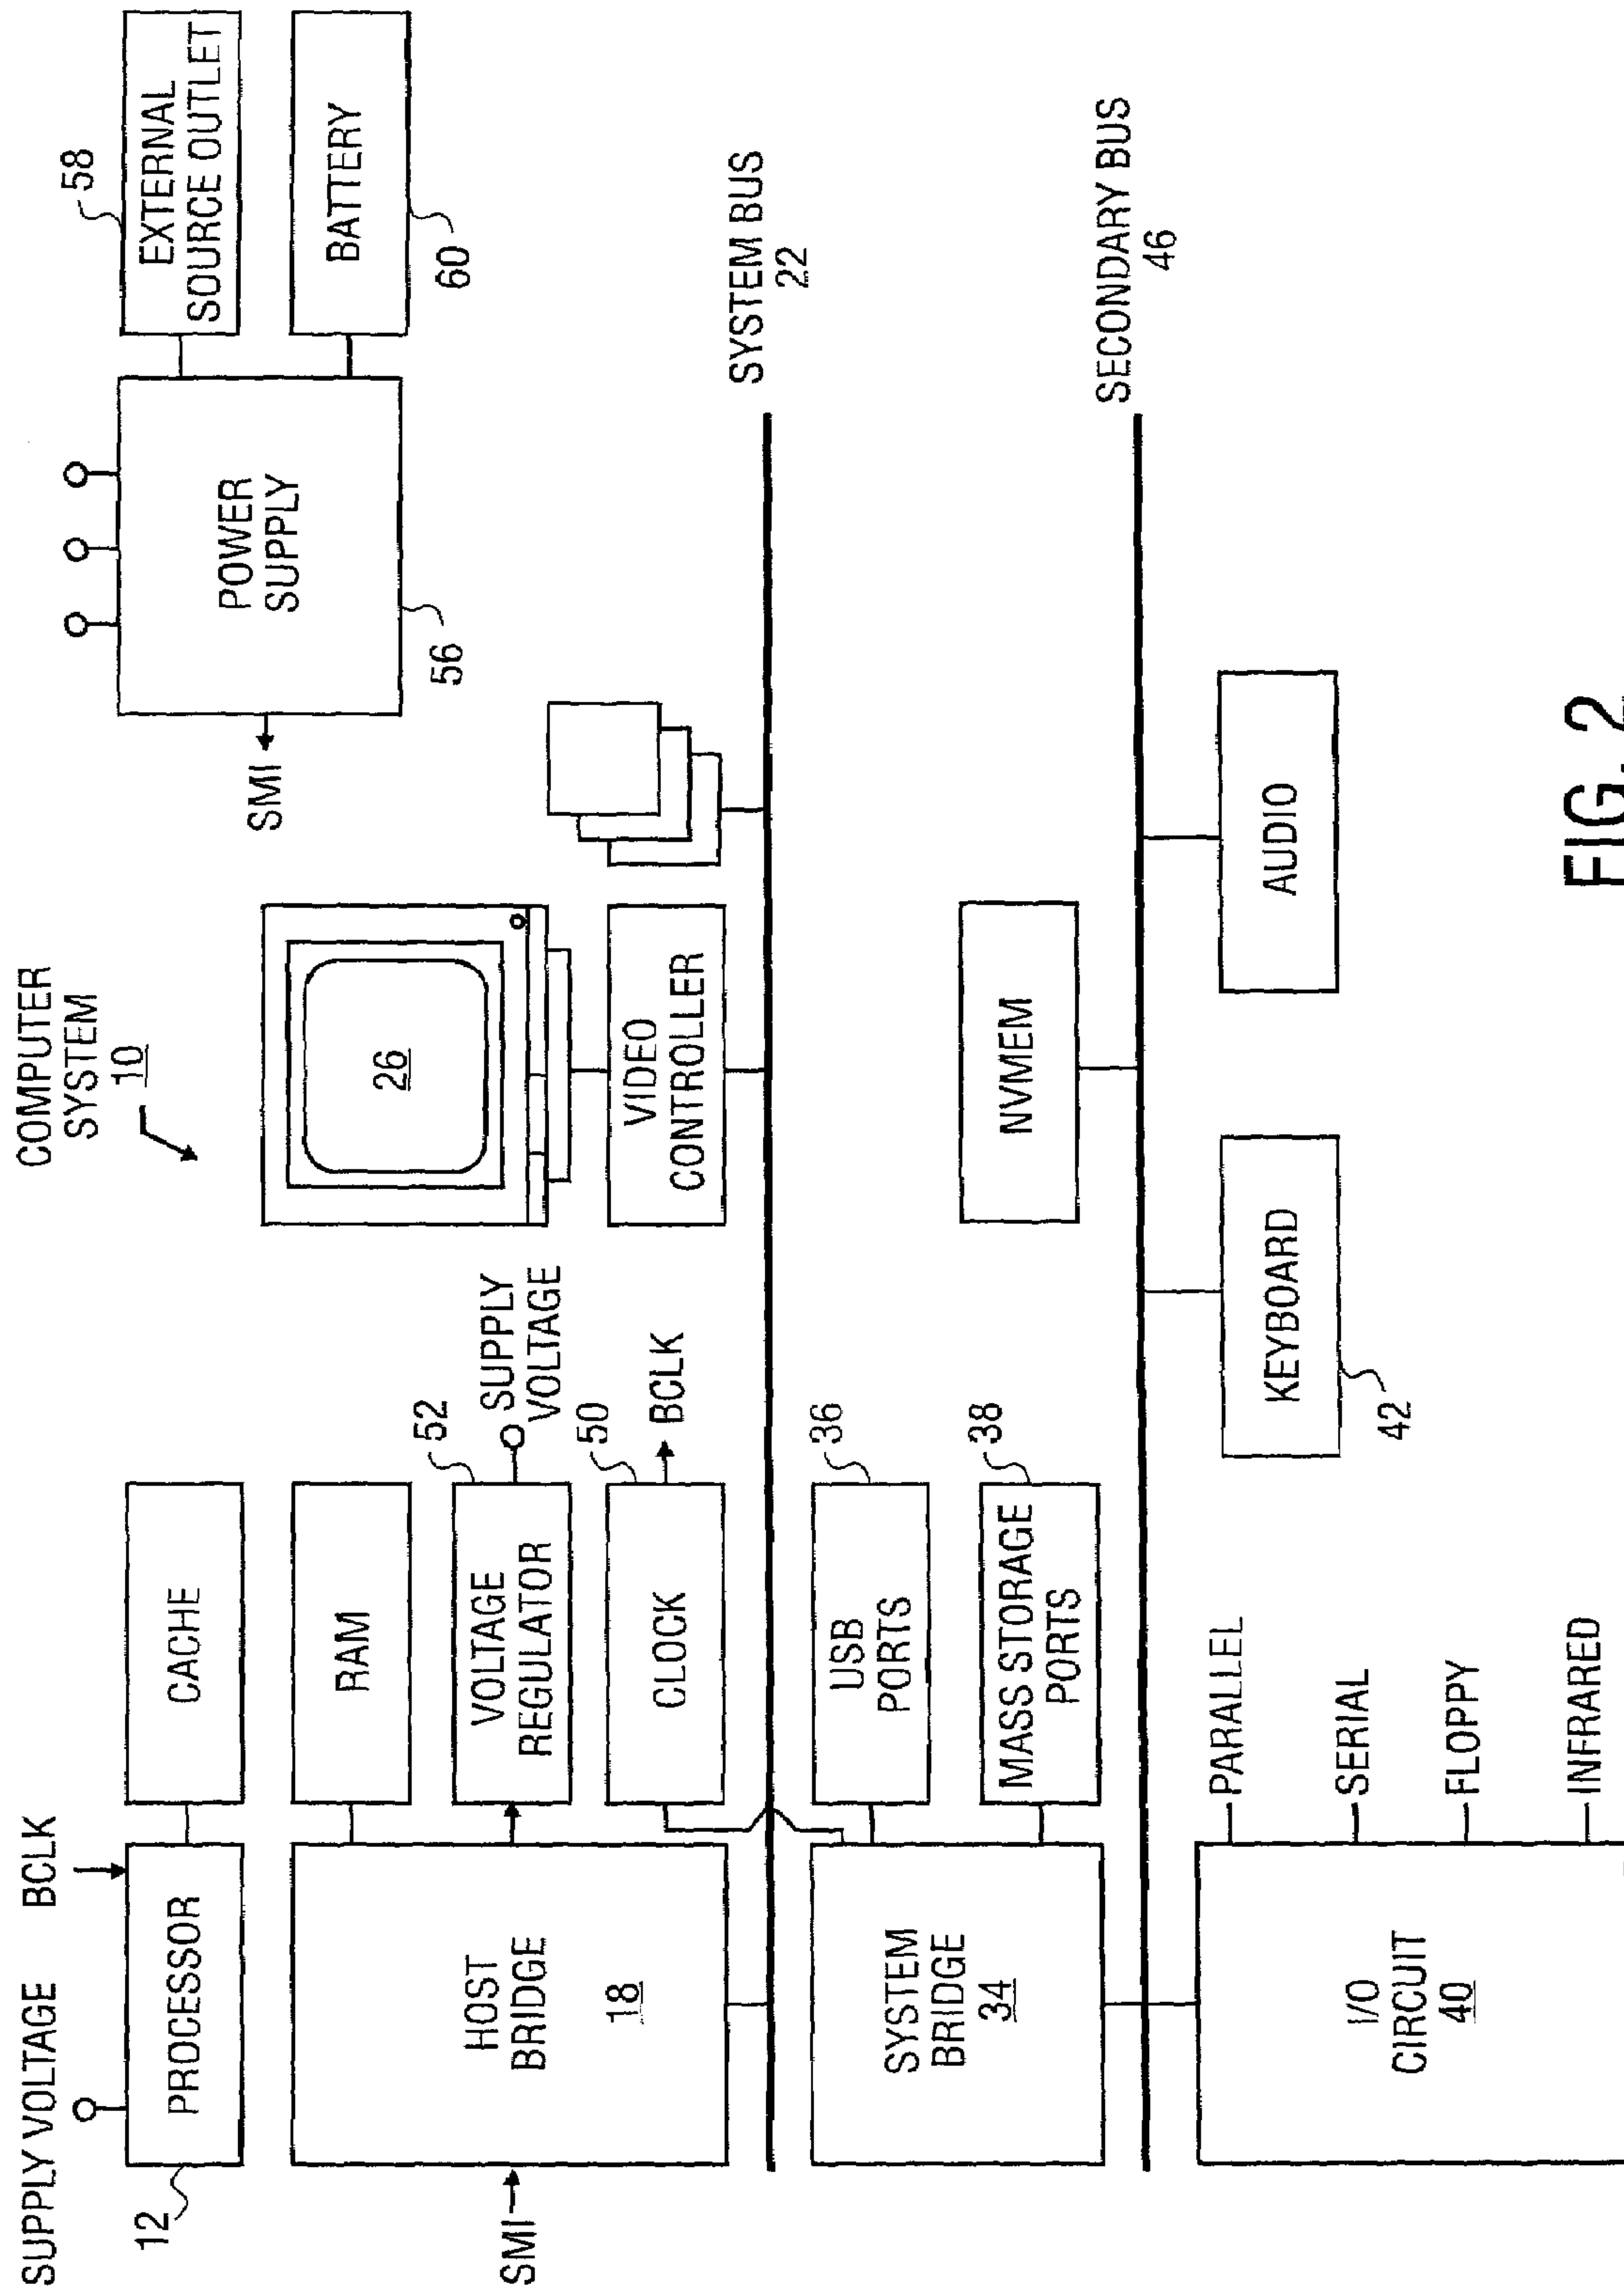 COMPUTER
SYSTEM
10
SUPPLY VOLTAGE
BCLK
12
PROCESSOR
CACHE
58
EXTERNAL
SOURCE OUTLET
POWER
SUPPLY
BATTERY
60
56
SMI
SMI
HOST
BRIDGE
18
RAM
52
VOLTAGE
REGULATOR
SUPPLY
VOLTAGE
50
CLOCK
BCLK
26
VIDEO
CONTROLLER
SYSTEM BUS
22
SYSTEM
BRIDGE
34
36
USB
PORTS
38
MASS STORAGE
PORTS
NVMEM
SECONDARY BUS
46
I/O
CIRCUIT
40
PARALLEL
SERIAL
FLOPPY
INFRARED
KEYBOARD
42
AUDIO
FIG. 2